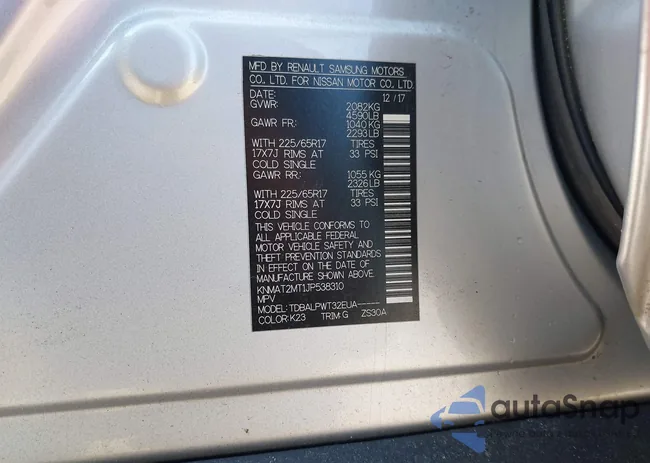 MFD BY RENAULT SAMSUNG MOTORS
CO. LTD. FOR NISSAN MOTOR CO. LTD.
DATE: 12 / 17
GVWR: 2082KG
4590LB
GAWR FR: 1040 KG
2293LB
WITH 225/65R17 TIRES
17X7J RIMS AT 33 PSI
COLD SINGLE
GAWR RR: 1055 KG
2326LB
WITH 225/65R17 TIRES
17X7J RIMS AT 33 PSI
COLD SINGLE
THIS VEHICLE CONFORMS TO
ALL APPLICABLE FEDERAL
MOTOR VEHICLE SAFETY AND
THEFT PREVENTION STANDARDS
IN EFFECT ON THE DATE OF
MANUFACTURE SHOWN ABOVE.
KNMAT2MT1JP538310
MPV
MODEL: TDBALPWT32EUA------
COLOR: K23 TRIM: G ZS30A
autoSnap